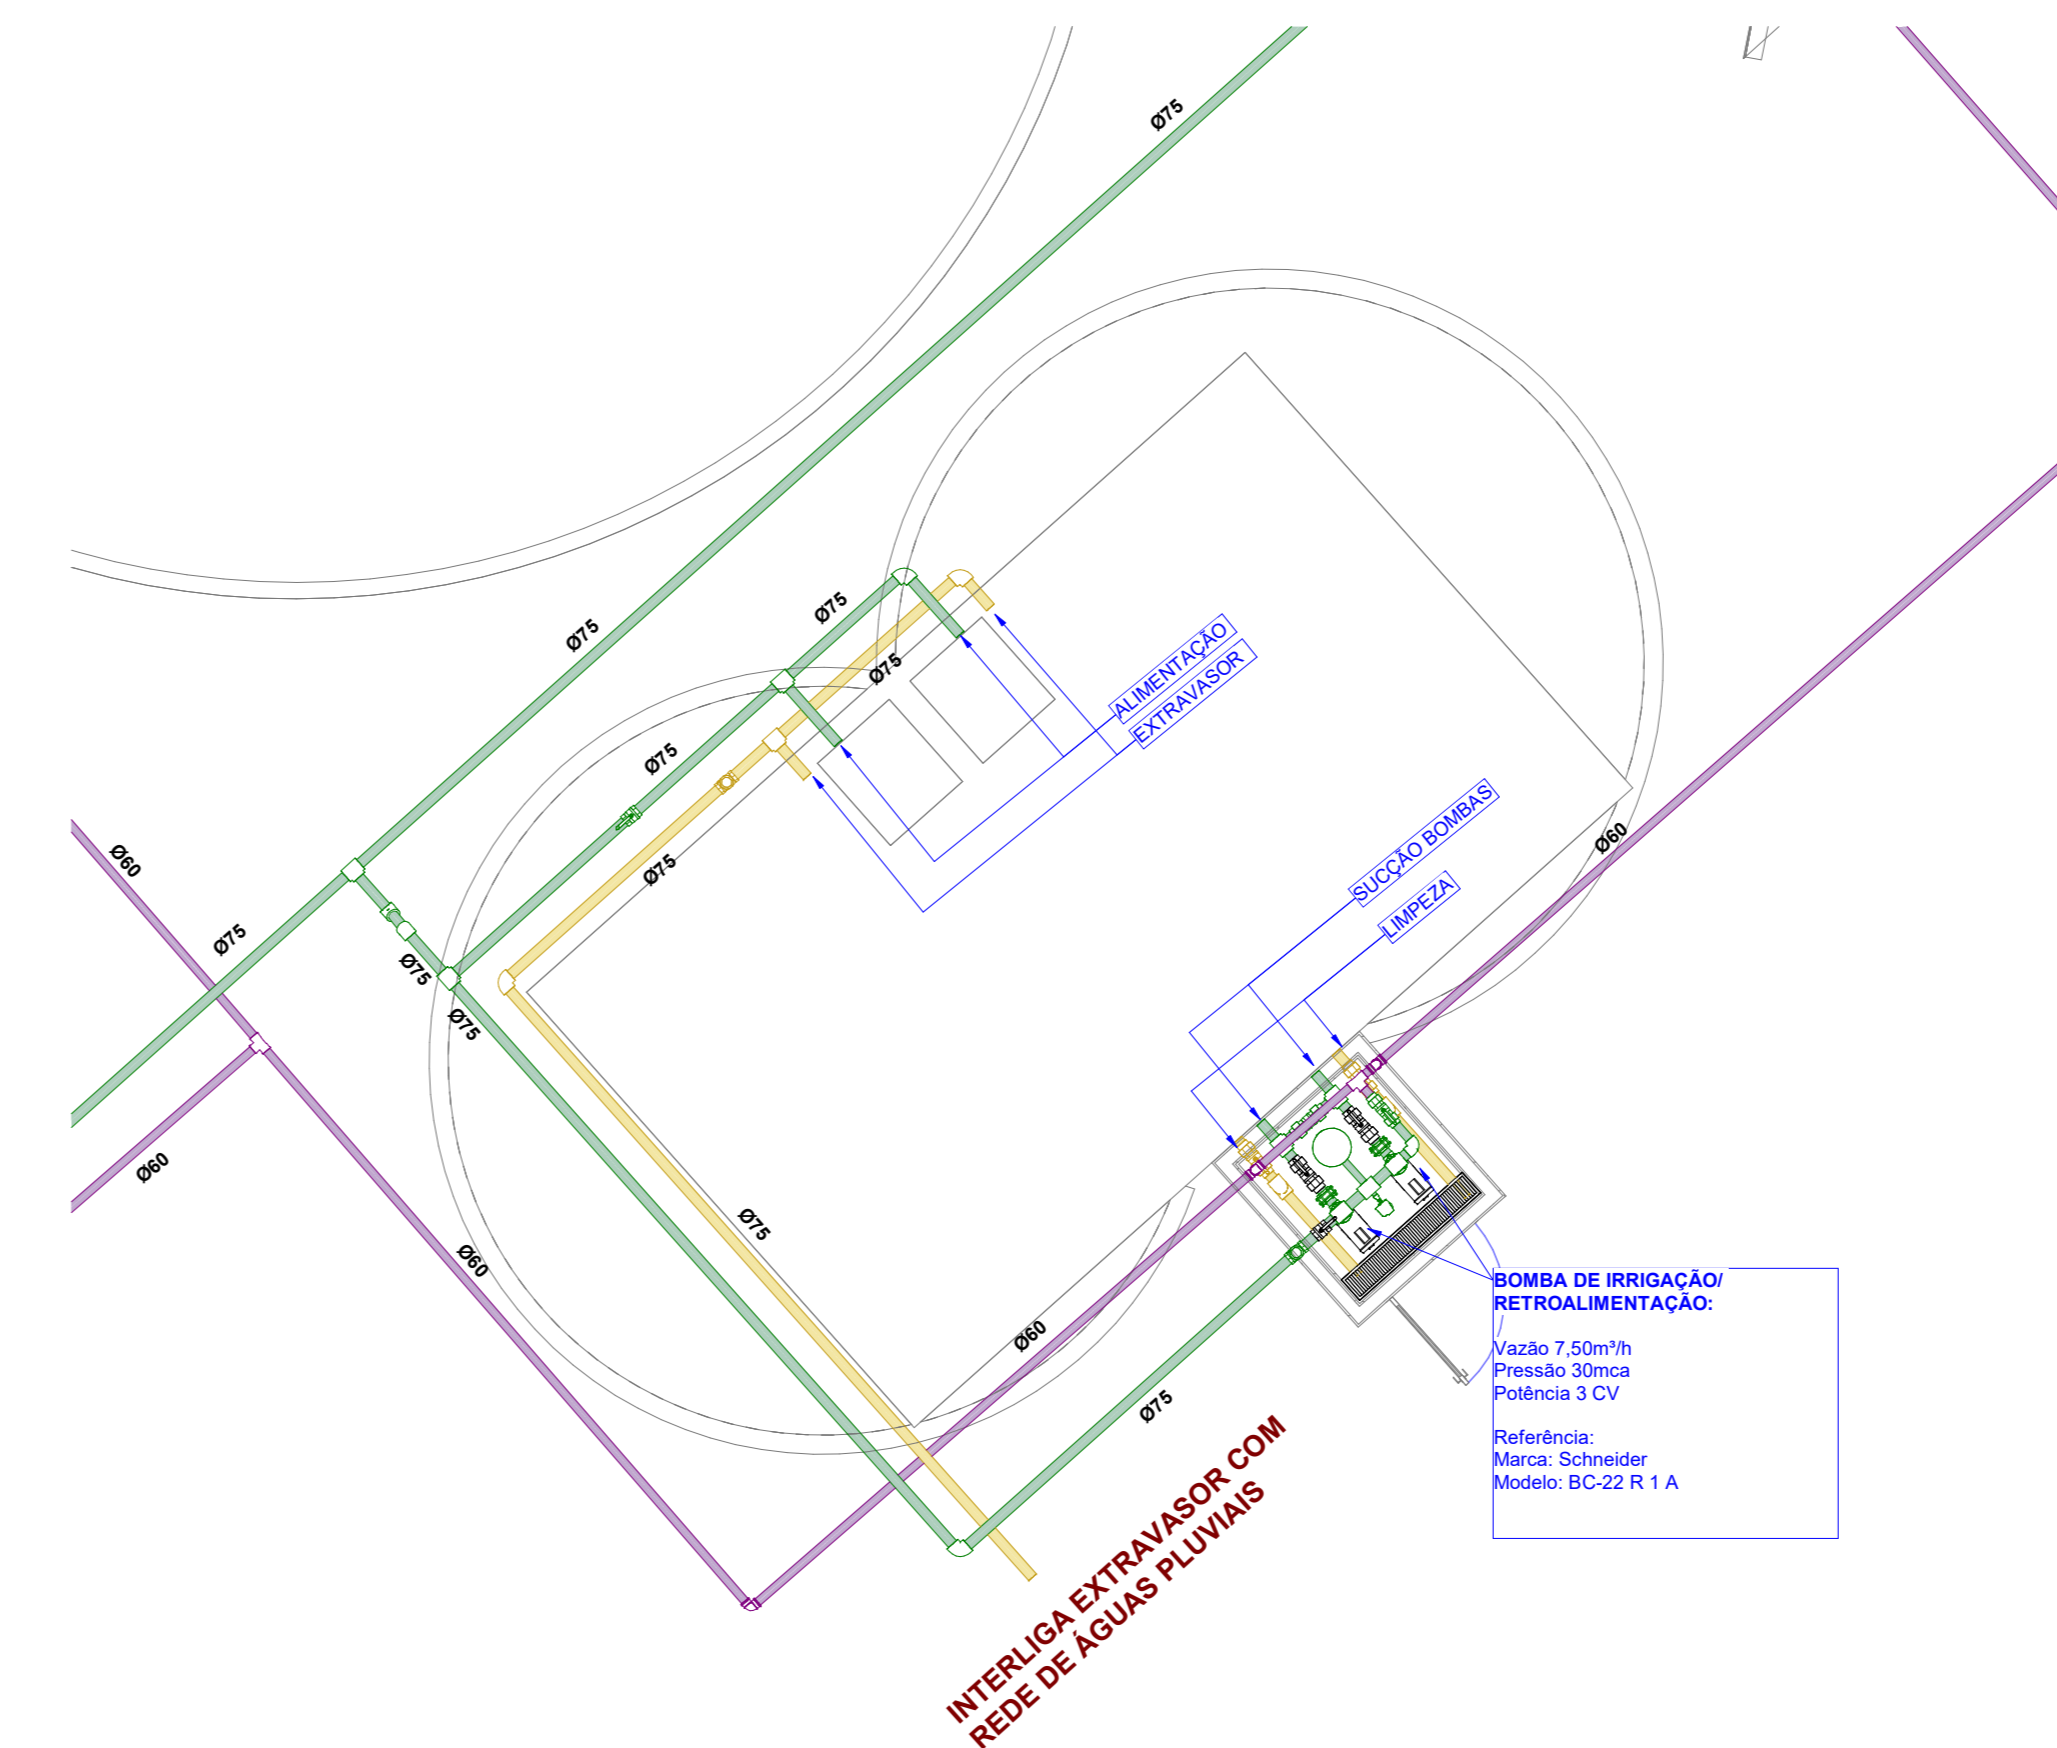 Ø75
Ø75
Ø75
Ø75
Ø75
Ø75
ALIMENTAÇÃO
EXTRAVASOR
SUCÇÃO BOMBAS
LIMPEZA
Ø60
Ø60
Ø75
Ø75
Ø75
Ø60
Ø60
Ø75
Ø60
Ø75
BOMBA DE IRRIGAÇÃO/
RETROALIMENTAÇÃO:
Vazão 7,50m³/h
Pressão 30mca
Potência 3 CV
Referência:
Marca: Schneider
Modelo: BC-22 R 1 A
INTERLIGA EXTRAVASOR COM
REDE DE ÁGUAS PLUVIAIS